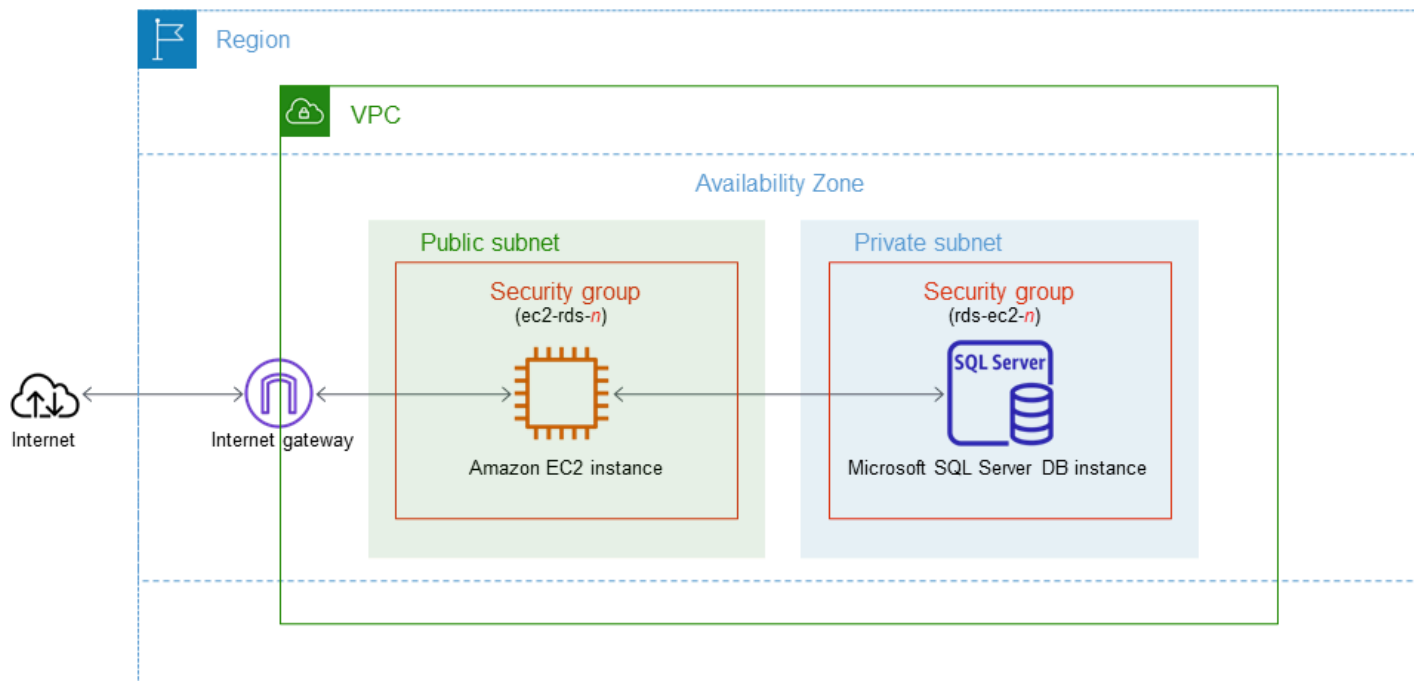 Region
VPC
Availability Zone
Public subnet
Private subnet
Security group
(ec2-rds-n)
Security group
(rds-ec2-n)
SQL Server
Internet
Internet gateway
Amazon EC2 instance
Microsoft SQL Server DB instance